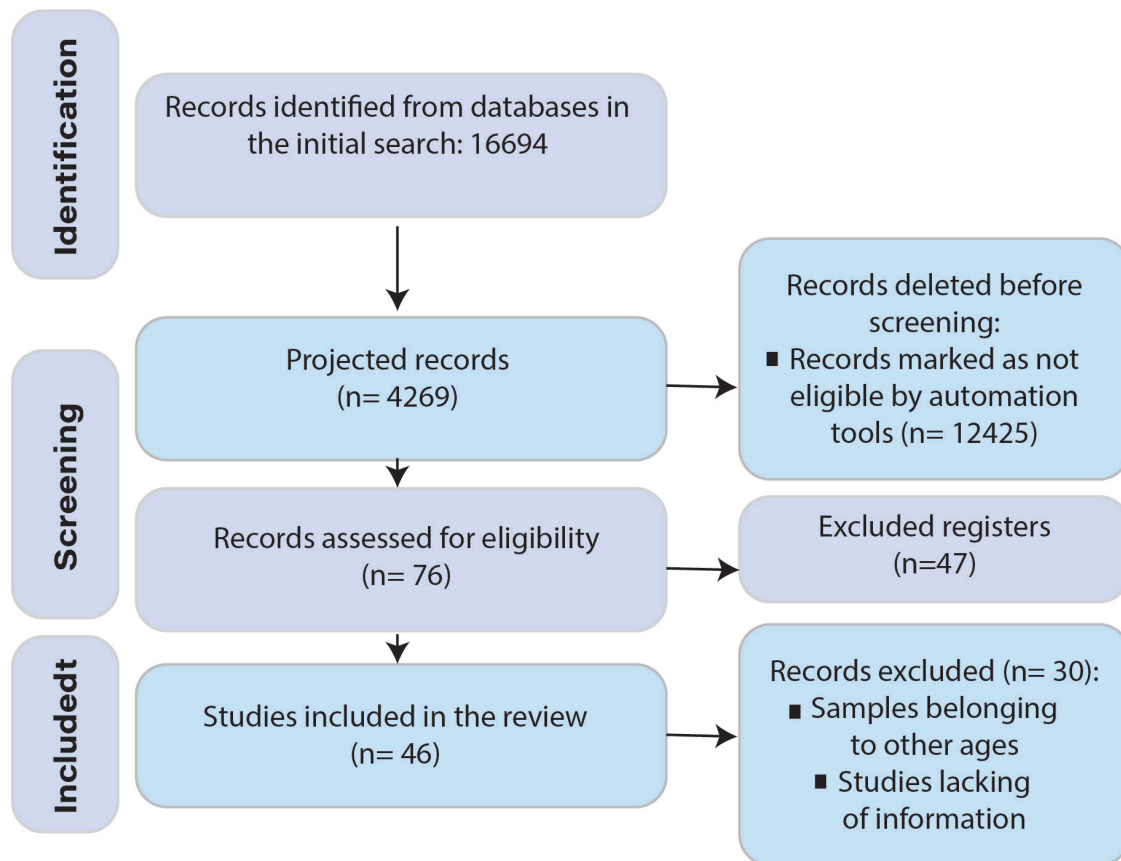 Identification
Records identified from databases in
the initial search: 16694
Records deleted before
screening:
▪ Records marked as not
eligible by automation
tools (n= 12425)
Screening
Projected records
(n= 4269)
Records assessed for eligibility
(n= 76)
Excluded registers
(n=47)
Includedt
Studies included in the review
(n= 46)
Records excluded (n= 30):
▪ Samples belonging
to other ages
▪ Studies lacking
of information